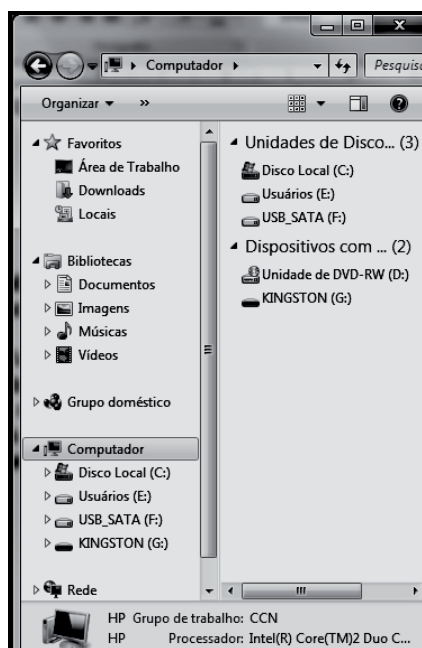 Computador
Pesquisa
Organizar »
Favoritos
Área de Trabalho
Downloads
Locais
Bibliotecas
Documentos
Imagens
Músicas
Vídeos
Grupo doméstico
Computador
Disco Local (C:)
Usuários (E:)
USB_SATA (F:)
KINGSTON (G:)
Rede
Unidades de Disco... (3)
Disco Local (C:)
Usuários (E:)
USB_SATA (F:)
Dispositivos com ... (2)
Unidade de DVD-RW (D:)
KINGSTON (G:)
HP Grupo de trabalho: CCN
HP Processador: Intel(R) Core(TM)2 Duo C...